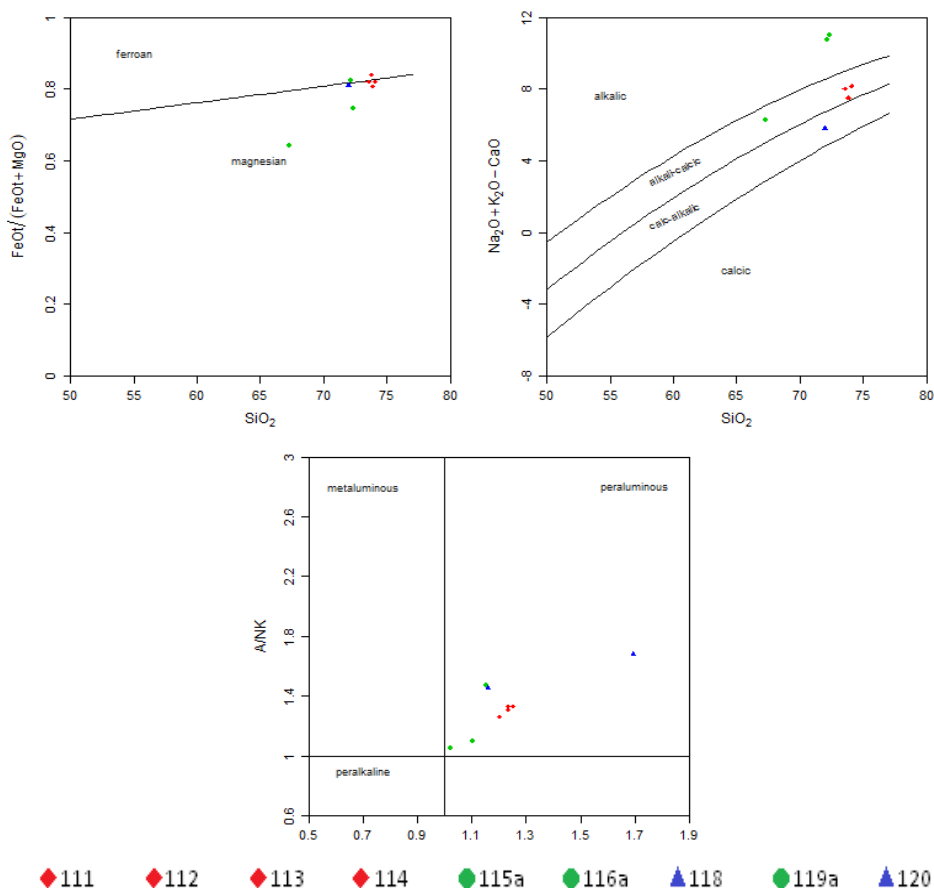 1
0.8
0.6
0.4
0.2
0
FeOt/(FeOt+MgO)
ferroan
magnesian
50 55 60 65 70 75 80
SiO₂
12
8
4
0
-4
-8
Na₂O+K₂O−CaO
alkalic
alkali-calcic
calc-alkalic
calcic
50 55 60 65 70 75 80
SiO₂
3
2.6
2.2
1.8
1.4
1
0.6
A/NK
metaluminous peraluminous
peralkaline
0.5 0.7 0.9 1.1 1.3 1.5 1.7 1.9
111 112 113 114 115a 116a 118 119a 120